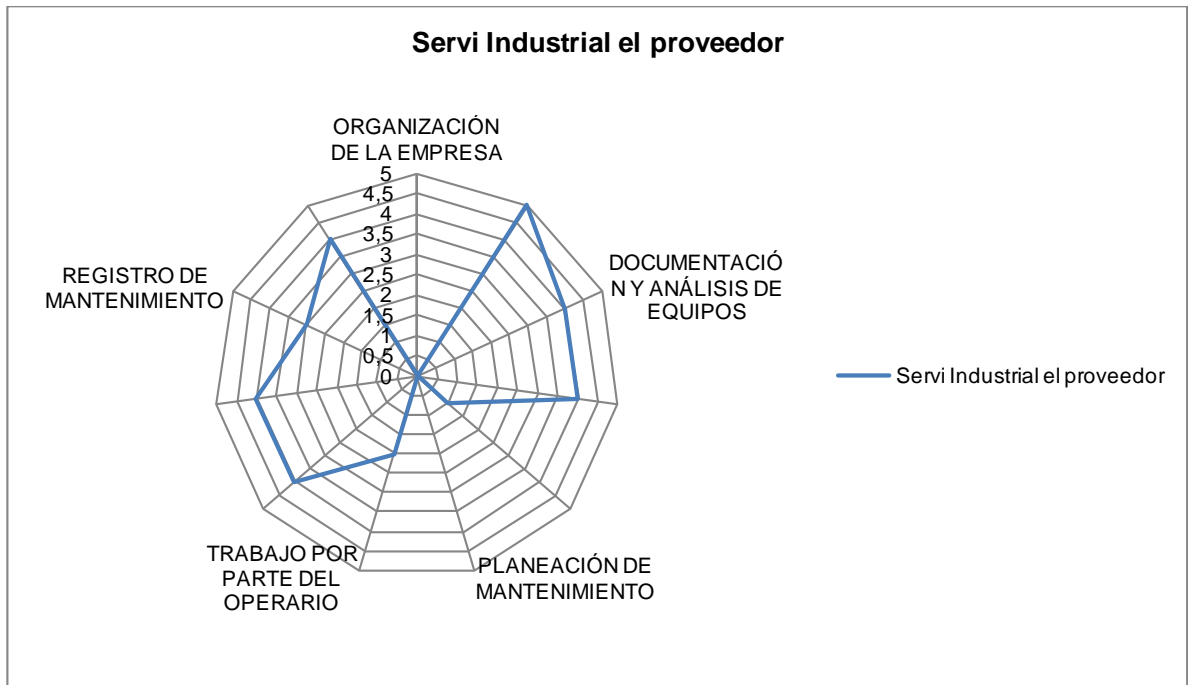 Servi Industrial el proveedor
ORGANIZACIÓN
DE LA EMPRESA
5
4,5
4
3,5
3
2,5
2
1,5
1
0,5
0
DOCUMENTACIÓ
N Y ANÁLISIS DE
EQUIPOS
REGISTRO DE
MANTENIMIENTO
Servi Industrial el proveedor
TRABAJO POR
PARTE DEL
OPERARIO
PLANEACIÓN DE
MANTENIMIENTO